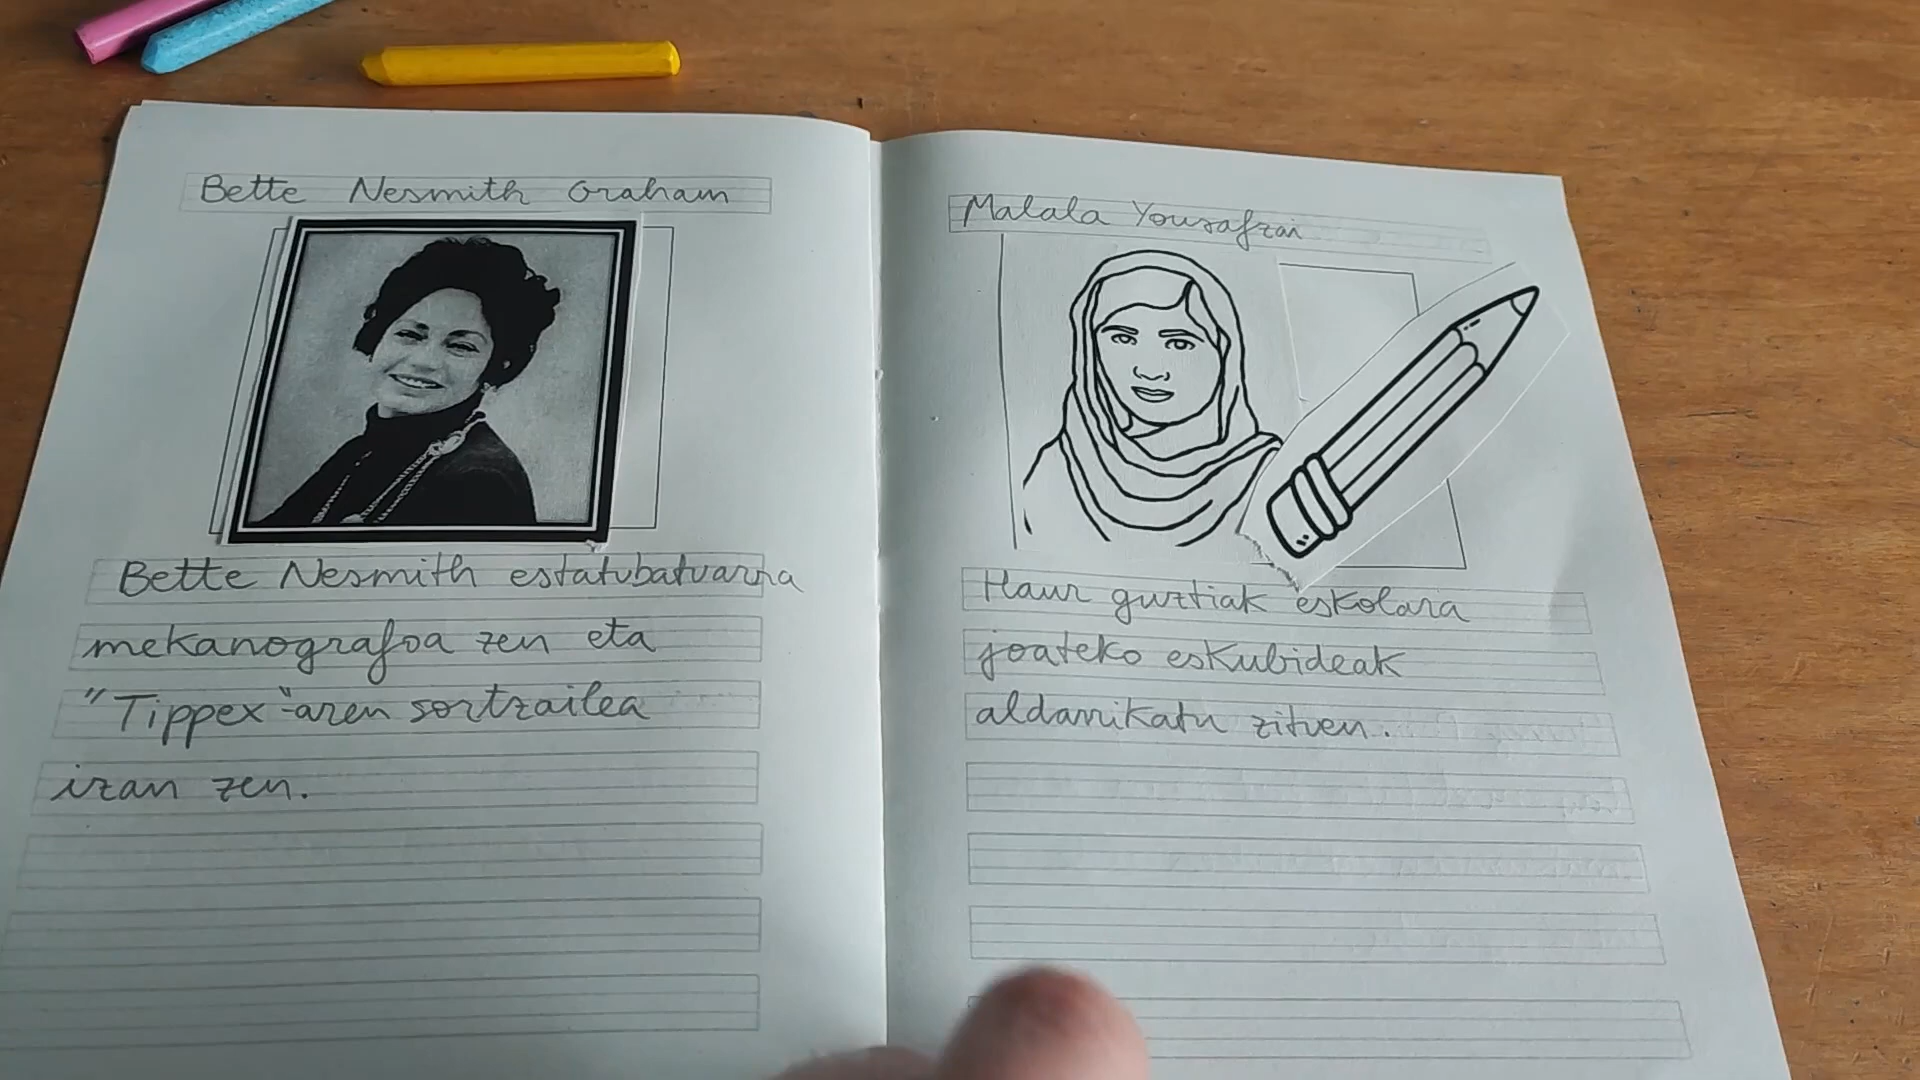 Bette Nesmith Graham
Bette Nesmith estatubatuarra
mekanografoa zen eta
"Tippex"-aren sortzailea
izan zen.
Malala Yousafzai
Haur guztiak eskolara
joateko eskubideak
aldarrikatu zituen.